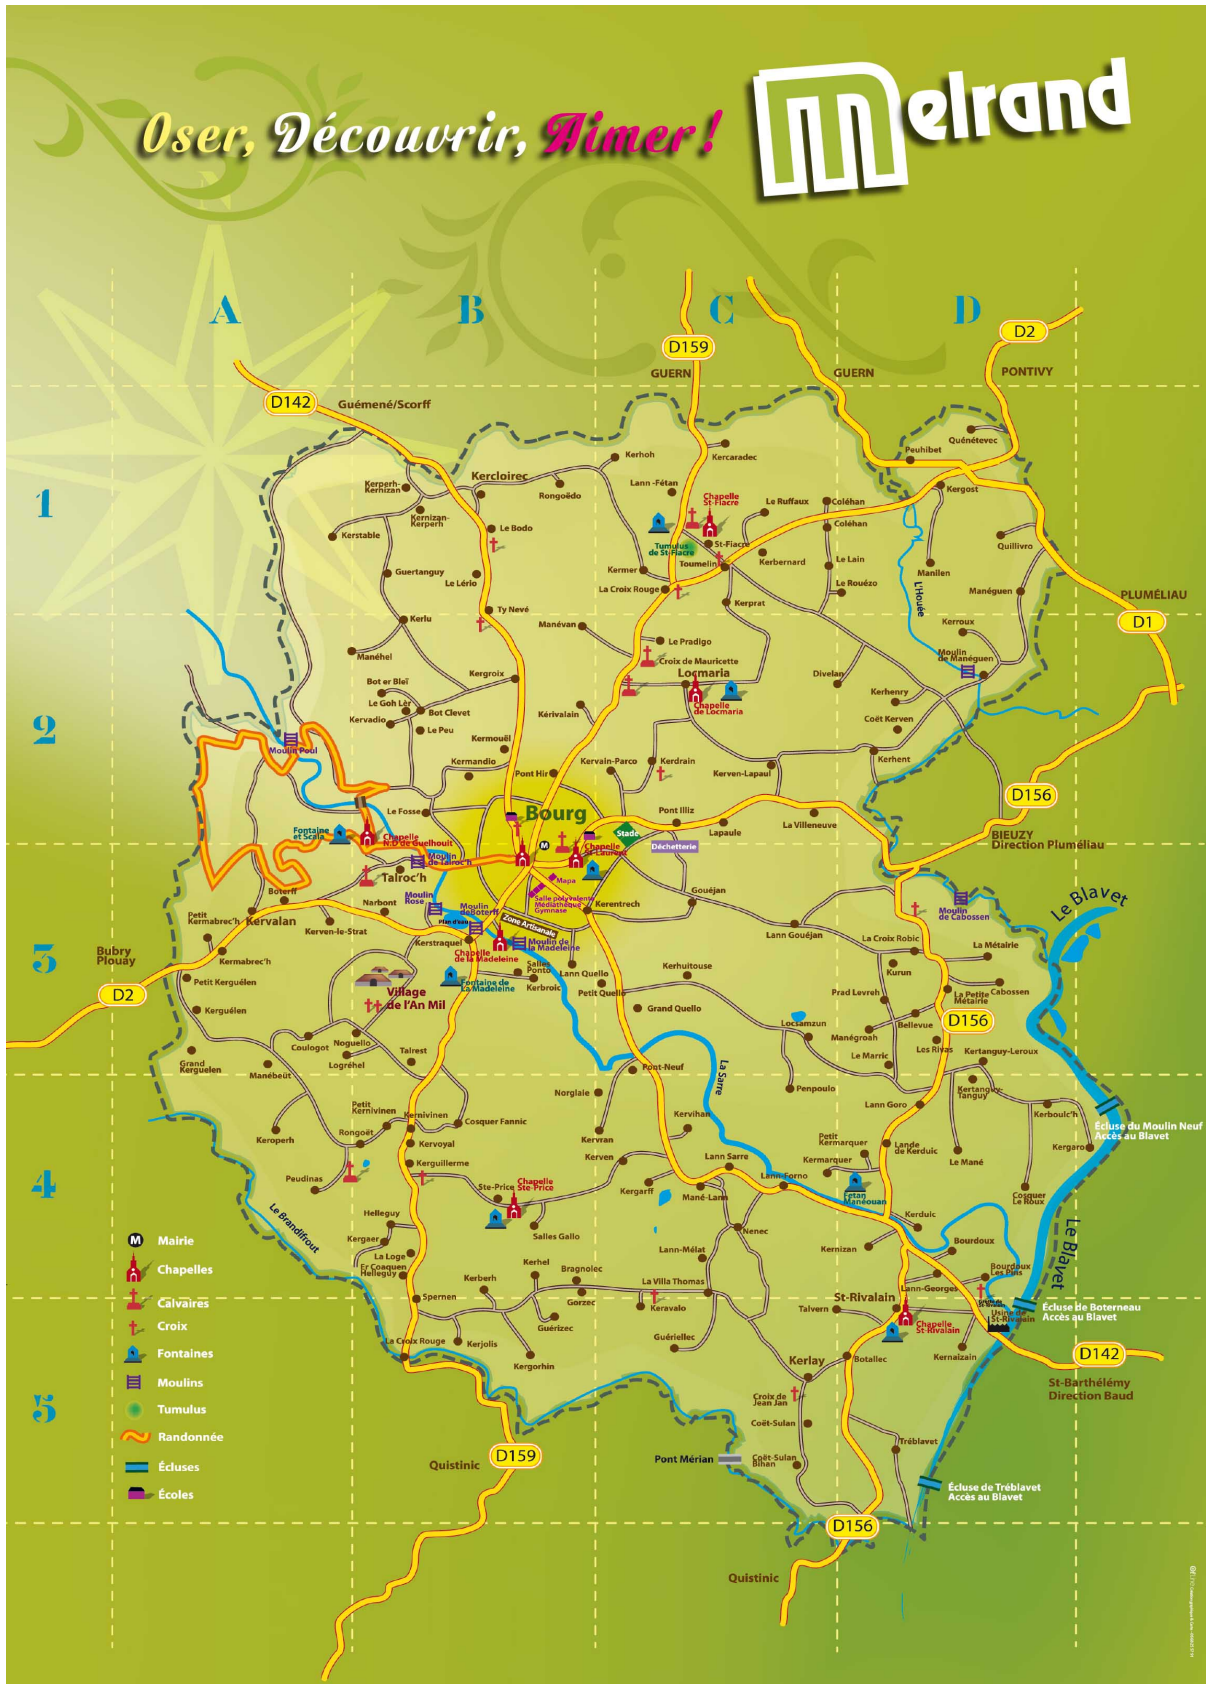 Oser, Découvrir, Aimer !
Melrand
N
A
B
C
D
D2
D159
GUERN
GUERN
PONTIVY
D142
Guémené/Scorff
1
Quénétevec
Peuhibet
Kercaradec
Kerhoh
Kercloirec
Lann -Fétan
Rongoëdo
Kerperh-
Kernizan
Kergost
Chapelle
St-Fiacre
Le Ruffaux
Coléhan
Coléhan
Kernizan-
Kerperh
Le Bodo
Kerstable
Tumulus
de St-Fiacre
St-Fiacre
Quillivro
Toumelin
Kerbernard
Le Lain
Kermer
Guertanguy
Le Lério
Manllen
Le Rouézo
La Croix Rouge
Manéguen
L'Houée
PLUMÉLIAU
Kerprat
Ty Nevé
D1
Kerlu
Manévan
Kerroux
Le Pradigo
Moulin
de Manéguen
Manéhel
Croix de Mauricette
Kergroix
Locmaria
Divelan
Bot er Bleï
Kerhenry
Le Goh Lèr
Bot Clevet
Chapelle
de Locmaria
Kérivalain
Kervadio
Coët Kerven
2
Le Peu
Kermouël
Moulin Poul
Kerhent
Kermandio
Kervain-Parco
Kerdrain
Pont Hir
Kerven-Lapaul
D156
Le Fosse
Bourg
Pont Illiz
Lapaule
La Villeneuve
Stade
Fontaine
et Scala
Chapelle
N.D de Guelhouit
BIEUZY
Direction Pluméliau
M
Chapelle
St-Laurent
Déchetterie
Moulin
de Talroc'h
Talroc'h
Mapa
Salle polyvalente
Médiathèque
Gymnase
Gouéjan
Boterff
Moulin
Rose
Narbont
Moulin
deBoterff
Kerentrech
Le Blavet
Petit
Kermabrec'h
Kervalan
Kerven-le-Strat
Plan d'eau
Zone Artisanale
Moulin
de Cabossen
Lann Gouéjan
3
Bubry
Plouay
Kerstraquel
Chapelle
de la Madeleine
Moulin de
la Madeleine
La Croix Robic
La Métairie
Kermabrec'h
Salles
Ponto
Lann Quello
Kerhuitouse
Kurun
Petit Kerguélen
Village
de l'An Mil
Fontaine de
La Madeleine
Kerbroic
Petit Quello
Prad Levreh
La Petite
Métairie
Cabossen
D2
Kerguélen
Grand Quello
Locsamzun
Bellevue
D156
Noguello
Manégroah
Coulogot
Les Rivas
Grand
Kerguelen
Logréhel
Talrest
Le Marric
Kertanguy-Leroux
Manébeüt
Pont-Neuf
La Sarre
Penpoulo
Kertanguy-
Tanguy
Norglaie
Lann Goro
Petit
Kernivinen
Kernivinen
Cosquer Fannic
Kervihan
Kerboulc'h
Écluse du Moulin Neuf
Accès au Blavet
Keroperh
Rongoët
Kervran
Petit
Kermarquer
Lande
de Kerduic
Kergaro
Kervoyal
Kerven
Lann Sarre
Kermarquer
Le Mané
Kerguillerme
4
Peudinas
Kergarff
Lann-Forno
Fetan
Manéouan
Ste-Price
Chapelle
Ste-Price
Mané-Lann
Cosquer
Le Roux
Le Brandifrout
Helleguy
Salles Gallo
Nenec
Kerduic
Le Blavet
M
Mairie
Kergaer
Kernizan
Bourdoux
La Loge
Lann-Mélat
Chapelles
Er Coaquen
Helleguy
Kerhel
Bragnolec
Bourdoux
Les Pins
Kerberh
La Villa Thomas
Lann-Georges
Spernen
Gorzec
Keravalo
St-Rivalain
Calvaires
Talvern
Usine de
St-Rivalain
Écluse de Boterneau
Accès au Blavet
Croix
Guérizec
Chapelle
St-Rivalain
La Croix Rouge
Kerjolis
Guériellec
Fontaines
Kergorhin
Kerlay
Botallec
Kernaizain
D142
Moulins
St-Barthélémy
Direction Baud
Croix de
Jean Jan
5
Tumulus
Coët-Sulan
Randonnée
Tréblavet
Quistinic
D159
Pont Mérian
Coët-Sulan
Bihan
Écluses
Écluse de Tréblavet
Accès au Blavet
Écoles
D156
Quistinic